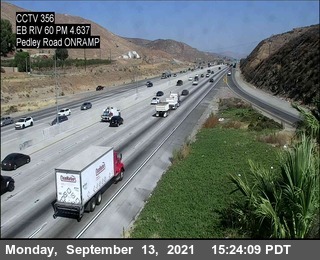 CCTV 356
EB RIV 60 PM 4.637
Pedley Road ONRAMP
Monday, September 13, 2021 15:24:09 PDT